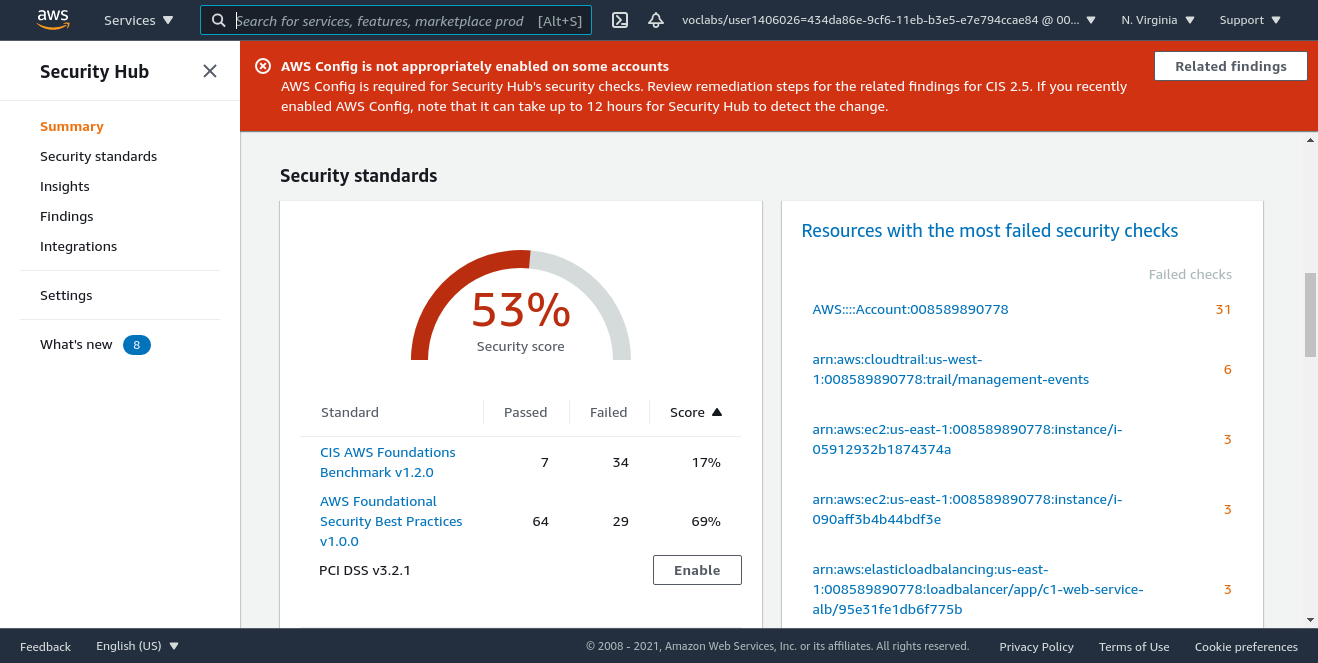 aws
Services
Search for services, features, marketplace prod [Alt+S]
voclabs/user1406026=434da86e-9cf6-11eb-b3e5-e7e794ccae84 @ 00...
N. Virginia
Support
Security Hub
Summary
Security standards
Insights
Findings
Integrations
Settings
What's new 8
AWS Config is not appropriately enabled on some accounts
AWS Config is required for Security Hub's security checks. Review remediation steps for the related findings for CIS 2.5. If you recently
enabled AWS Config, note that it can take up to 12 hours for Security Hub to detect the change.
Related findings
Security standards
53%
Security score
Standard Passed Failed Score
CIS AWS Foundations
Benchmark v1.2.0
7 34 17%
AWS Foundational
Security Best Practices
v1.0.0
64 29 69%
PCI DSS v3.2.1
Enable
Resources with the most failed security checks
Failed checks
AWS::::Account:008589890778 31
arn:aws:cloudtrail:us-west-
1:008589890778:trail/management-events
6
arn:aws:ec2:us-east-1:008589890778:instance/i-
05912932b1874374a
3
arn:aws:ec2:us-east-1:008589890778:instance/i-
090aff3b4b44bdf3e
3
arn:aws:elasticloadbalancing:us-east-
1:008589890778:loadbalancer/app/c1-web-service-
alb/95e31fe1db6f775b
3
Feedback
English (US)
© 2008 - 2021, Amazon Web Services, Inc. or its affiliates. All rights reserved.
Privacy Policy
Terms of Use
Cookie preferences